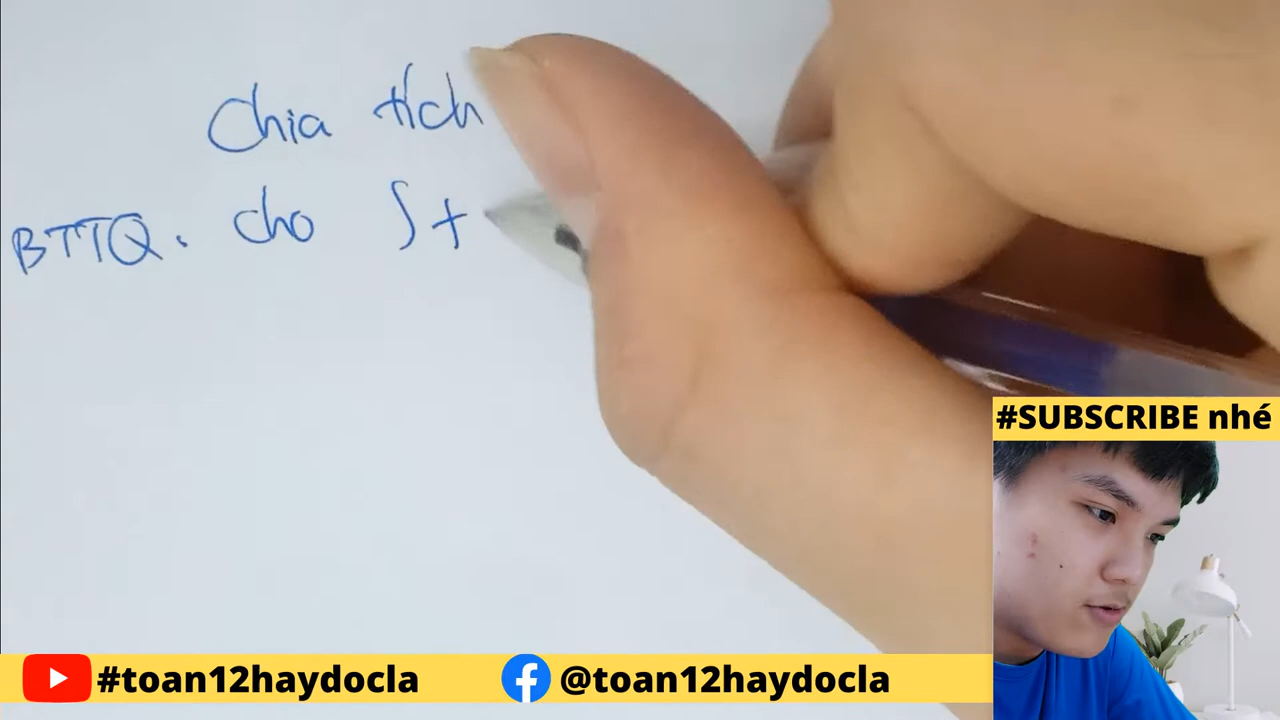 Chia tích
BTTQ. cho ∫ +
#SUBSCRIBE nhé
#toan12haydocla
@toan12haydocla